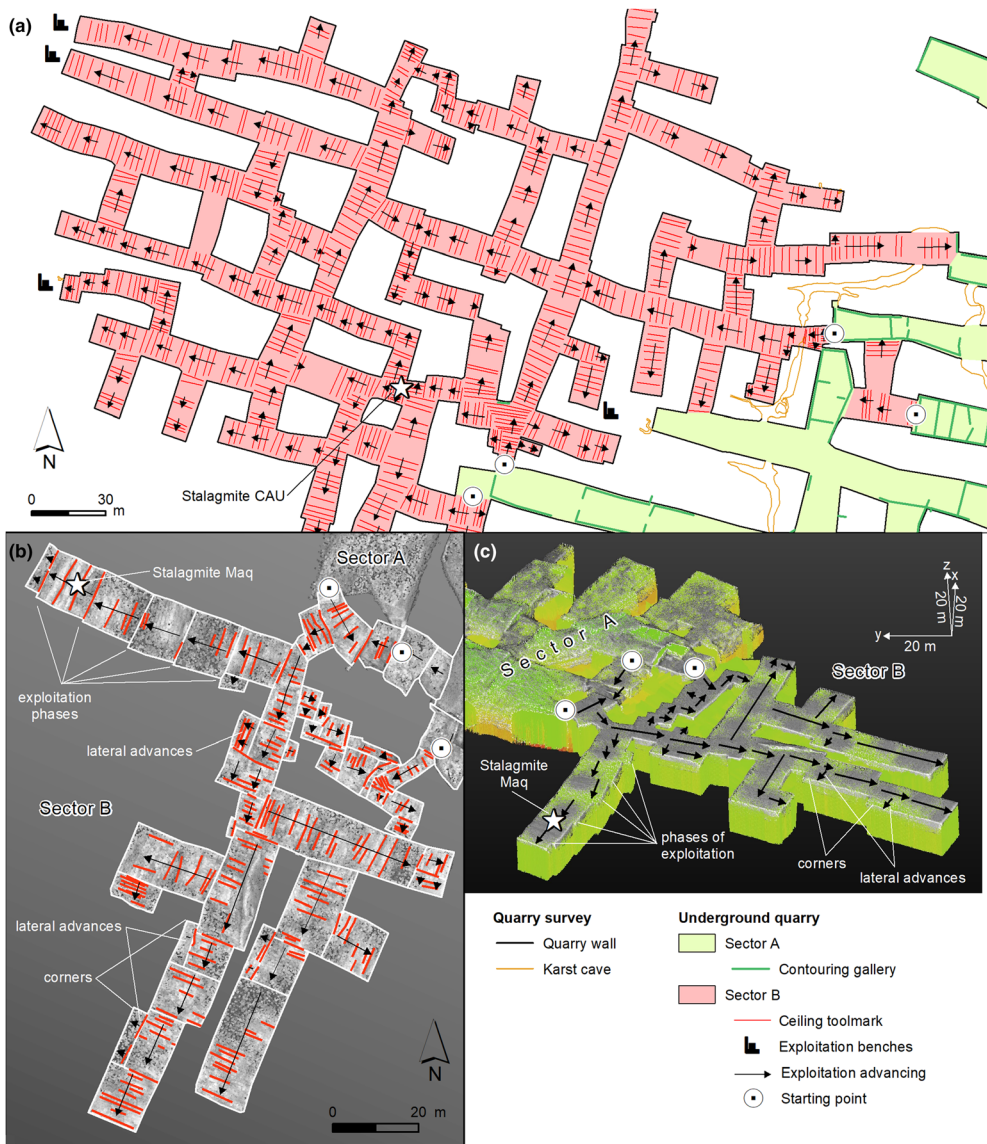 (a)
N
0 30
m
Stalagmite CAU
(b)
Sector A
Stalagmite Maq
exploitation
phases
lateral advances
Sector B
lateral advances
corners
N
0 20 m
(c)
z
x
20 m
20 m
y
20 m
Sector A
Sector B
Stalagmite
Maq
phases of
exploitation
corners
lateral advances
Quarry survey
Quarry wall
Karst cave
Underground quarry
Sector A
Contouring gallery
Sector B
Ceiling toolmark
Exploitation benches
Exploitation advancing
Starting point